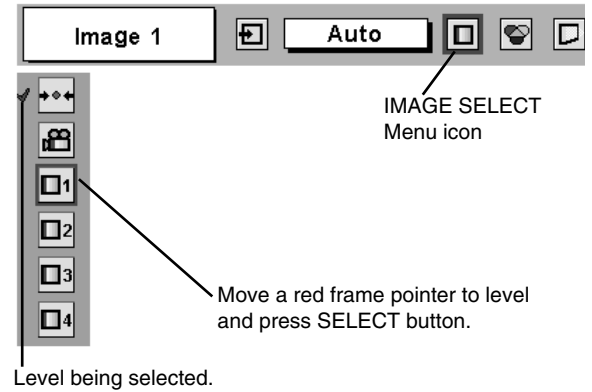 Image 1
Auto
IMAGE SELECT
Menu icon
1
2
3
4
Move a red frame pointer to level
and press SELECT button.
Level being selected.